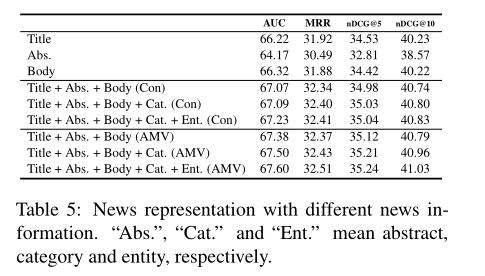 AUC MRR nDCG@5 nDCG@10
Title 66.22 31.92 34.53 40.23
Abs. 64.17 30.49 32.81 38.57
Body 66.32 31.88 34.42 40.22
Title + Abs. + Body (Con) 67.07 32.34 34.98 40.74
Title + Abs. + Body + Cat. (Con) 67.09 32.40 35.03 40.80
Title + Abs. + Body + Cat. + Ent. (Con) 67.23 32.41 35.04 40.83
Title + Abs. + Body (AMV) 67.38 32.37 35.12 40.79
Title + Abs. + Body + Cat. (AMV) 67.50 32.43 35.21 40.96
Title + Abs. + Body + Cat. + Ent. (AMV) 67.60 32.51 35.24 41.03
Table 5: News representation with different news in-
formation. “Abs.”, “Cat.” and “Ent.” mean abstract,
category and entity, respectively.